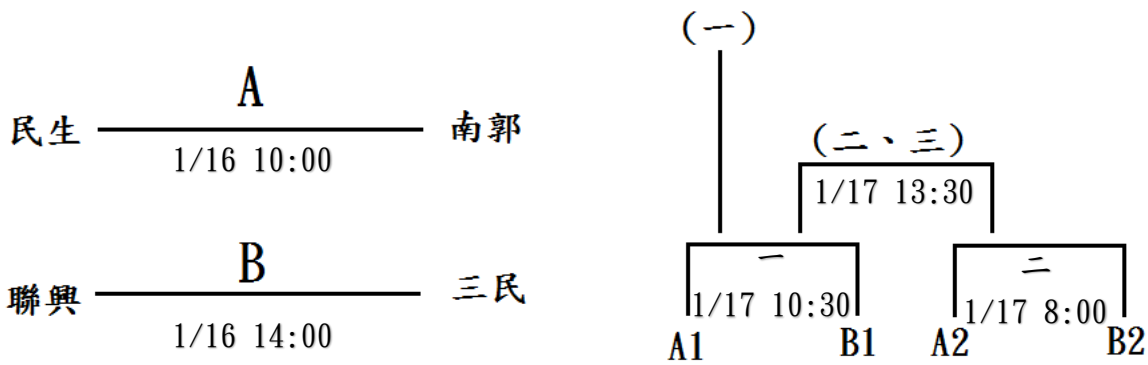 A
民生
南郭
1/16 10:00
B
聯興
三民
1/16 14:00
(一)
(二、三)
1/17 13:30
一
1/17 10:30
A1
B1
二
1/17 8:00
A2
B2